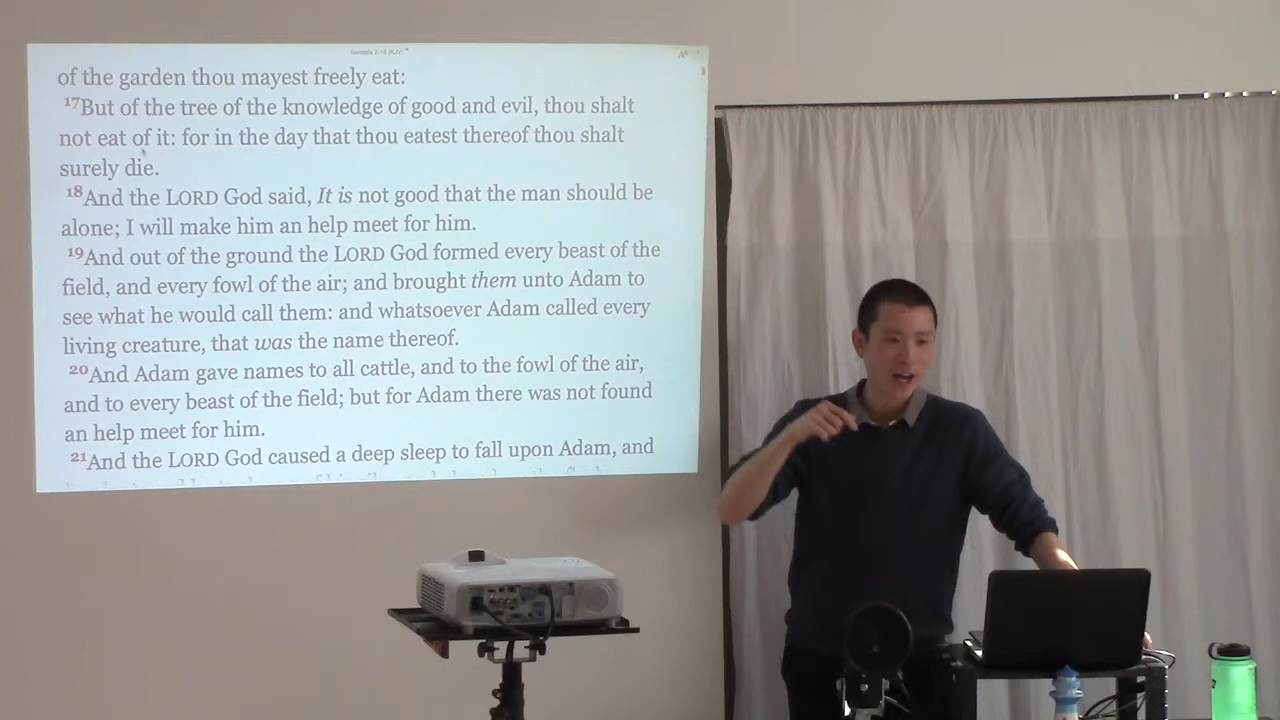 Genesis 2:16 (KJV)
of the garden thou mayest freely eat:
17But of the tree of the knowledge of good and evil, thou shalt
not eat of it: for in the day that thou eatest thereof thou shalt
surely die.
18And the LORD God said, It is not good that the man should be
alone; I will make him an help meet for him.
19And out of the ground the LORD God formed every beast of the
field, and every fowl of the air; and brought them unto Adam to
see what he would call them: and whatsoever Adam called every
living creature, that was the name thereof.
20And Adam gave names to all cattle, and to the fowl of the air,
and to every beast of the field; but for Adam there was not found
an help meet for him.
21And the LORD God caused a deep sleep to fall upon Adam, and